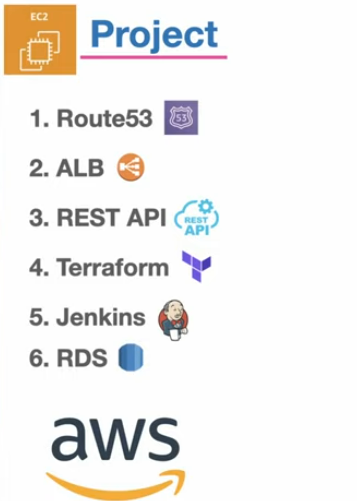 EC2
Project
1. Route53
53
2. ALB
3. REST API
REST
API
4. Terraform
5. Jenkins
6. RDS
aws